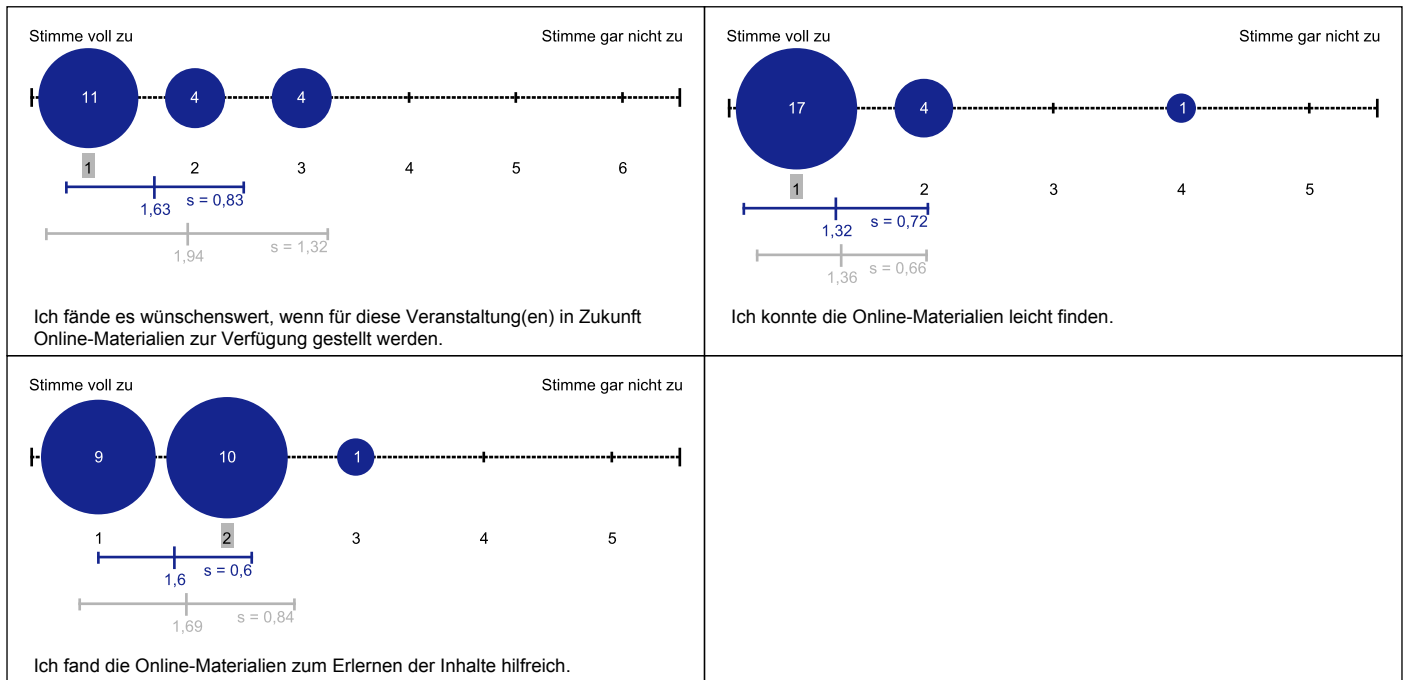 Stimme voll zu Stimme gar nicht zu
11 4 4
1 2 3 4 5 6
1,63 s = 0,83
1,94 s = 1,32
Ich fände es wünschenswert, wenn für diese Veranstaltung(en) in Zukunft
Online-Materialien zur Verfügung gestellt werden.
Stimme voll zu Stimme gar nicht zu
17 4 1
1 2 3 4 5
1,32 s = 0,72
1,36 s = 0,66
Ich konnte die Online-Materialien leicht finden.
Stimme voll zu Stimme gar nicht zu
9 10 1
1 2 3 4 5
1,6 s = 0,6
1,69 s = 0,84
Ich fand die Online-Materialien zum Erlernen der Inhalte hilfreich.